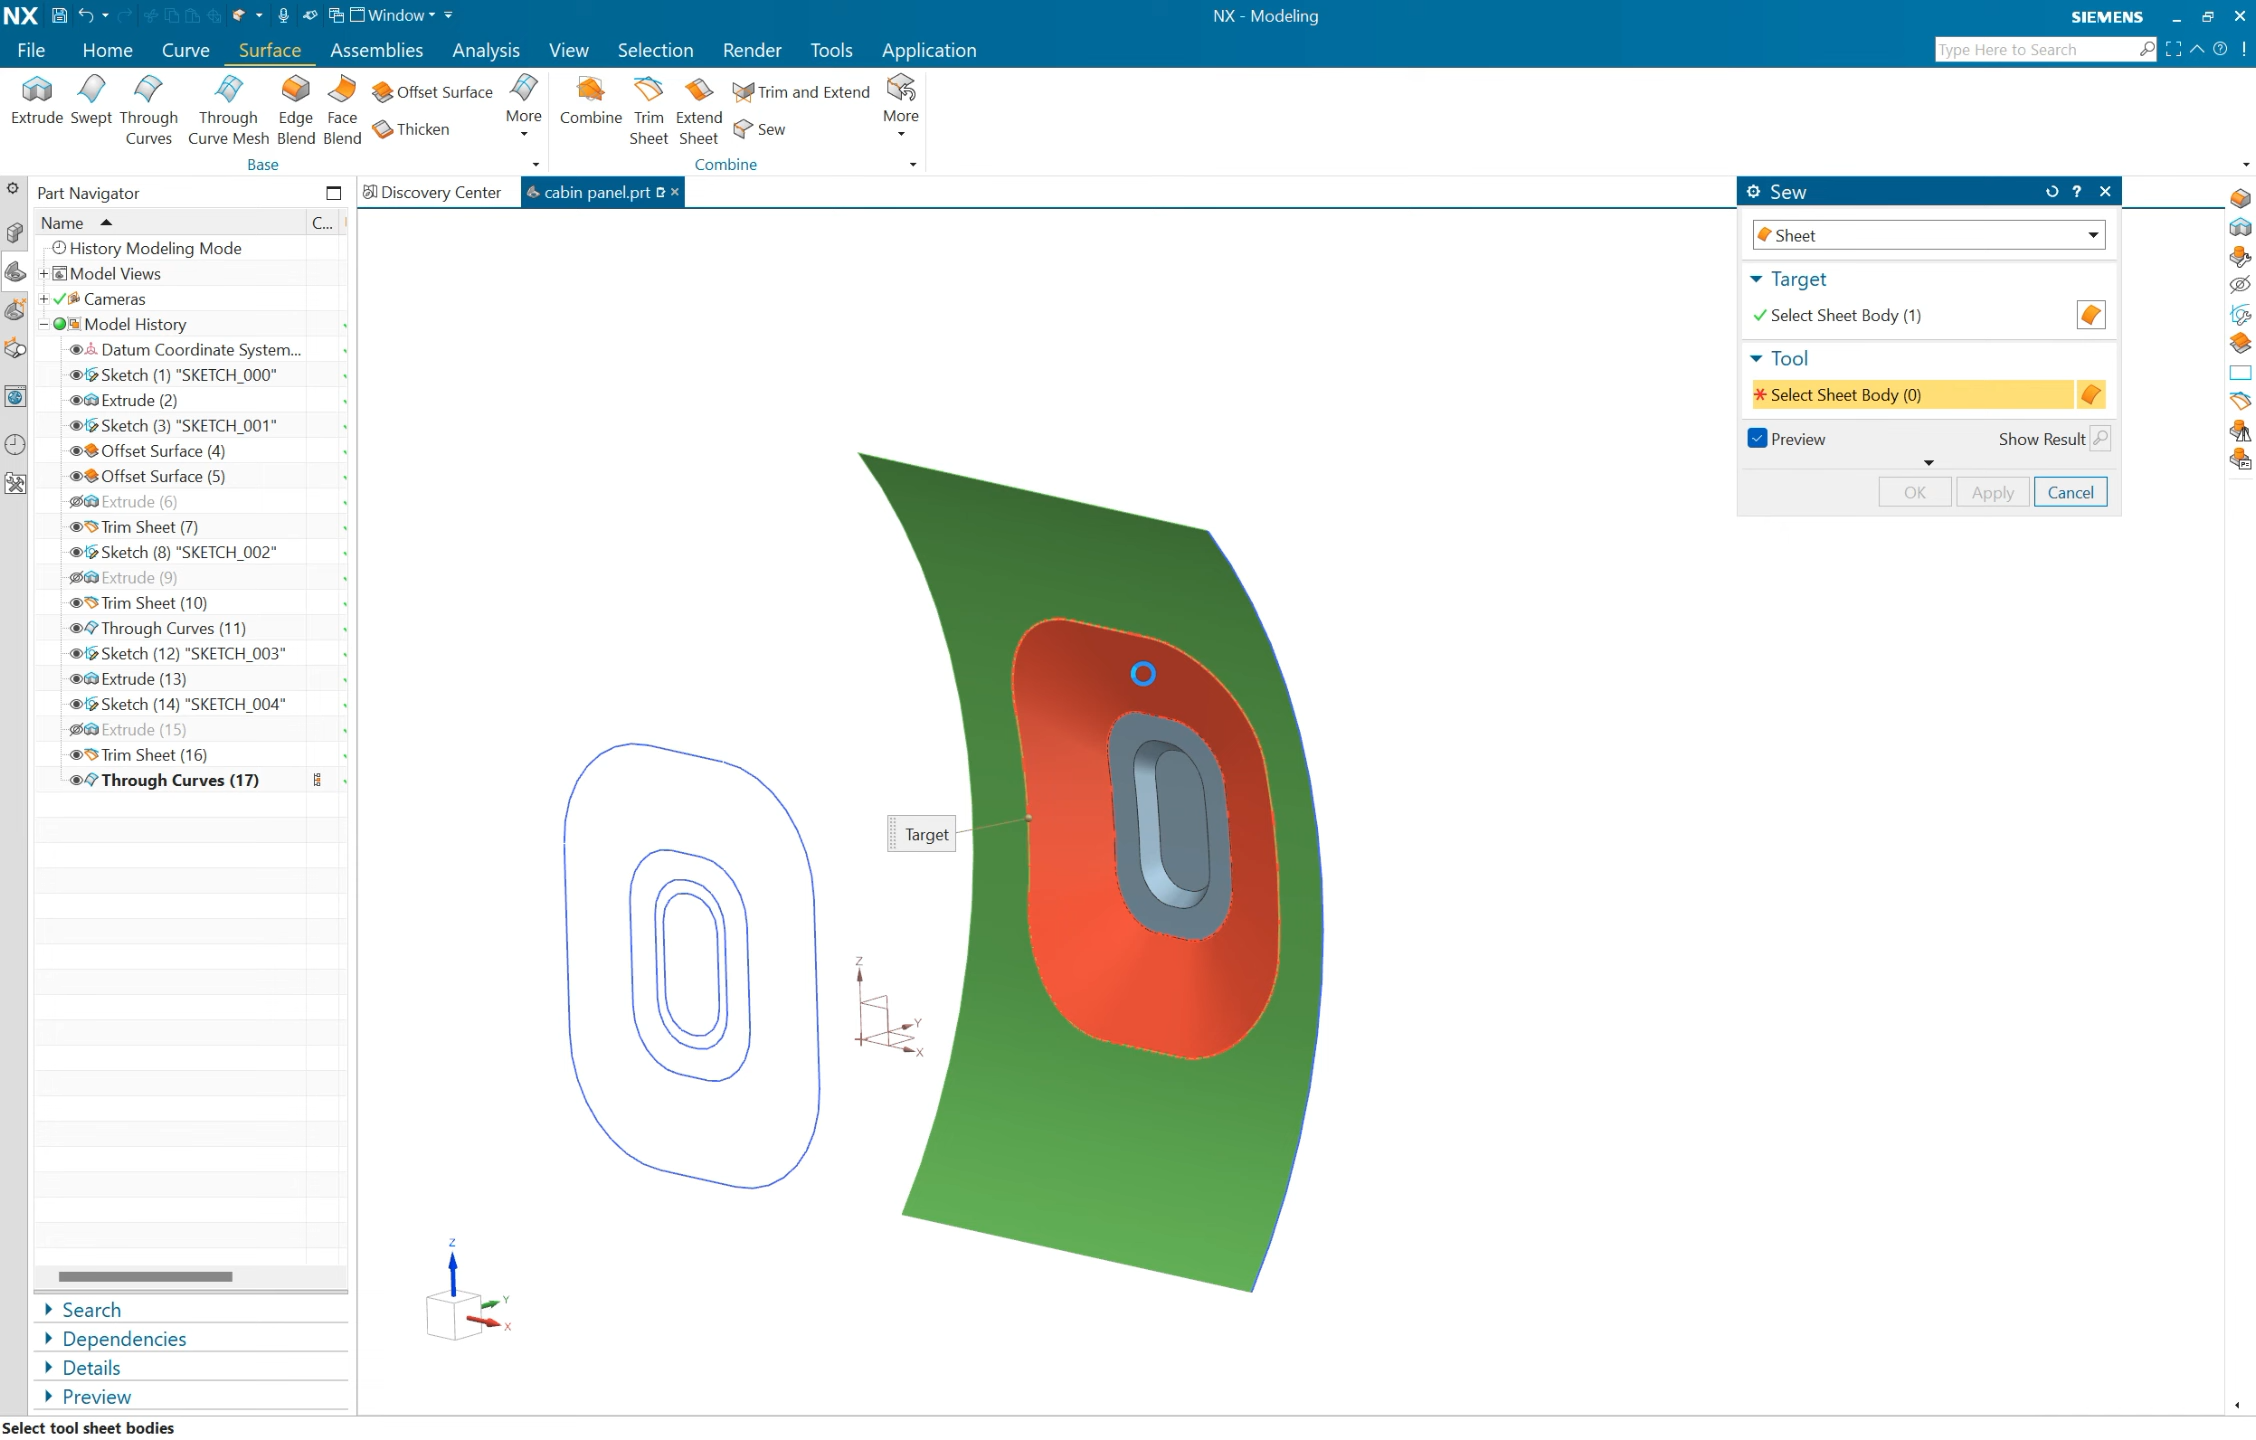 NX
Window
NX - Modeling
SIEMENS
File Home Curve Surface Assemblies Analysis View Selection Render Tools Application
Type Here to Search
Extrude
Swept
Through
Curves
Through
Curve Mesh
Edge
Blend
Face
Blend
Offset Surface
Thicken
More
Base
Combine
Trim
Sheet
Extend
Sheet
Trim and Extend
Sew
More
Combine
Part Navigator
Name C...
History Modeling Mode
Model Views
Cameras
Model History
Datum Coordinate System...
Sketch (1) "SKETCH_000"
Extrude (2)
Sketch (3) "SKETCH_001"
Offset Surface (4)
Offset Surface (5)
Extrude (6)
Trim Sheet (7)
Sketch (8) "SKETCH_002"
Extrude (9)
Trim Sheet (10)
Through Curves (11)
Sketch (12) "SKETCH_003"
Extrude (13)
Sketch (14) "SKETCH_004"
Extrude (15)
Trim Sheet (16)
Through Curves (17)
Search
Dependencies
Details
Preview
Select tool sheet bodies
Discovery Center
cabin panel.prt
Target
Z
Y
X
Z
Y
X
Sew
Sheet
Target
Select Sheet Body (1)
Tool
Select Sheet Body (0)
Preview Show Result
OK Apply Cancel